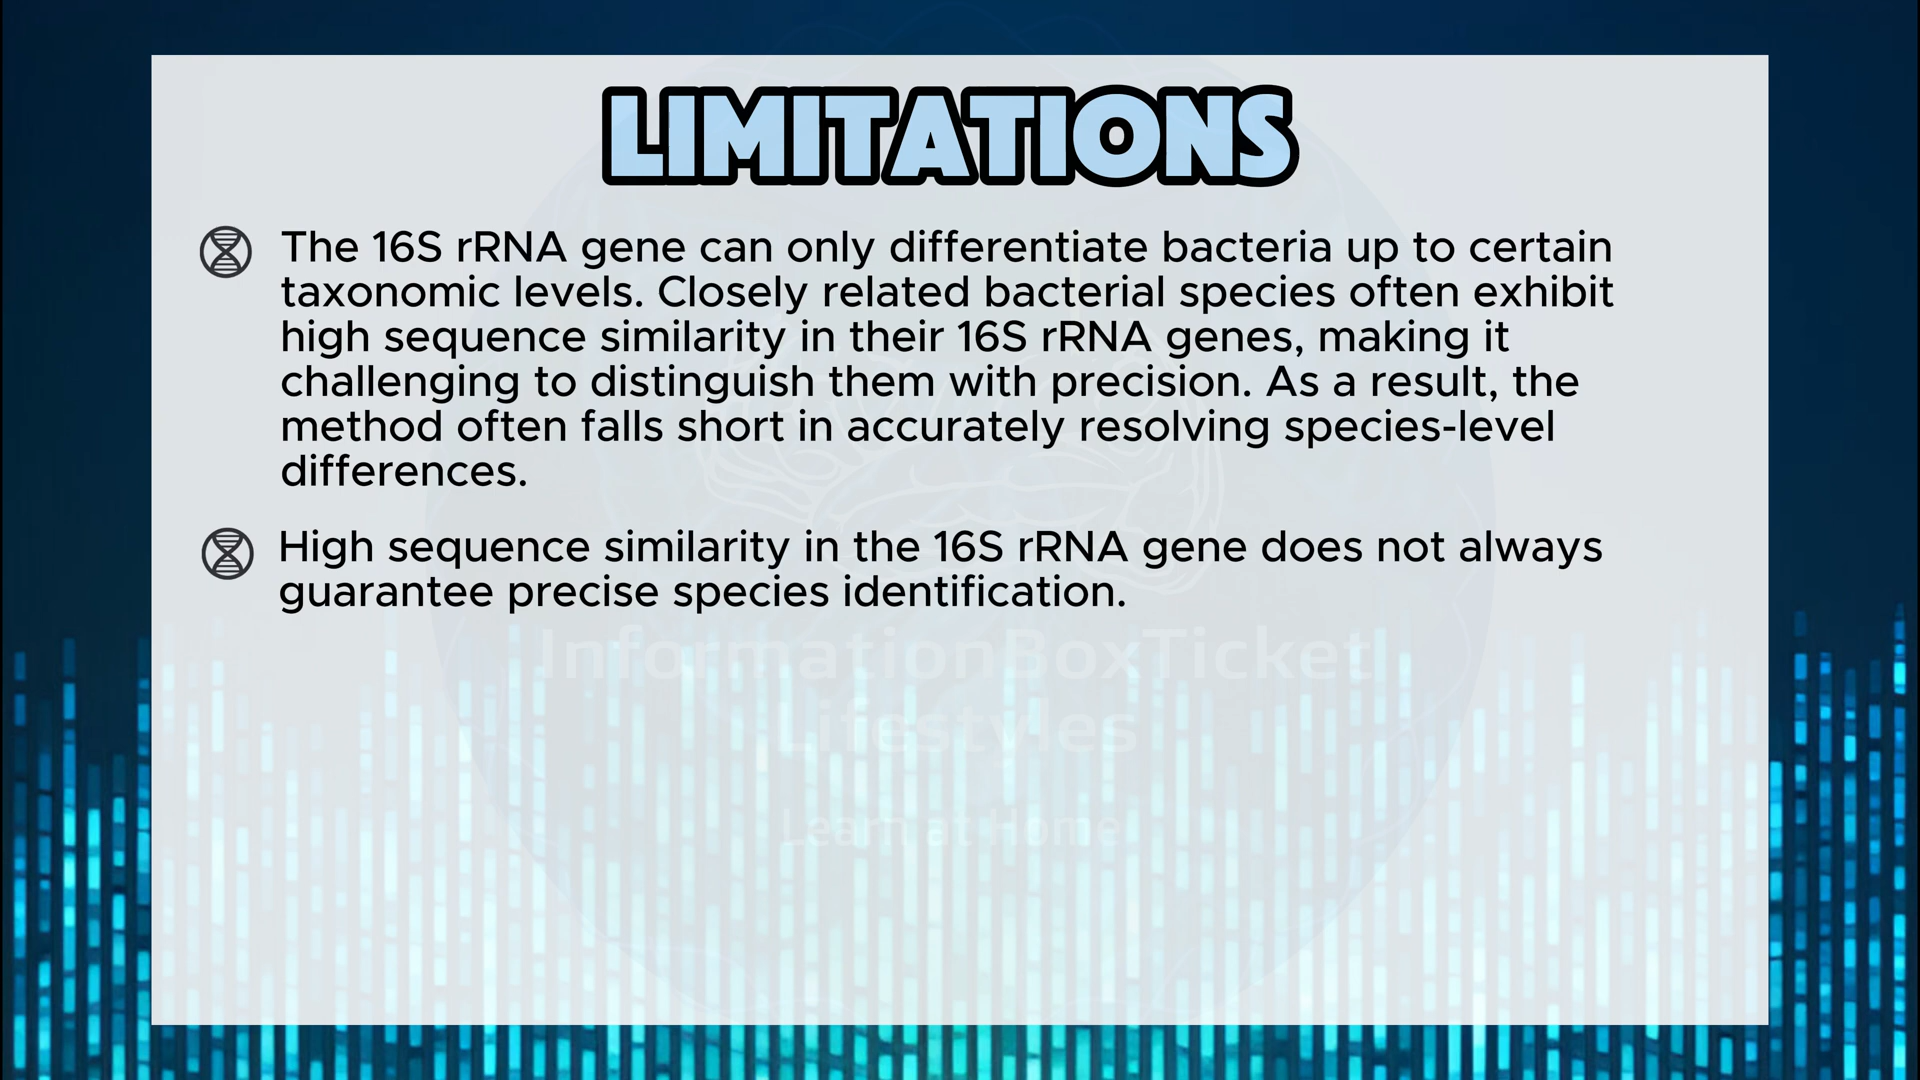 LIMITATIONS
The 16S rRNA gene can only differentiate bacteria up to certain
taxonomic levels. Closely related bacterial species often exhibit
high sequence similarity in their 16S rRNA genes, making it
challenging to distinguish them with precision. As a result, the
method often falls short in accurately resolving species-level
differences.
High sequence similarity in the 16S rRNA gene does not always
guarantee precise species identification.
InformationBoxTicket
Lifestyles
Learn at Home